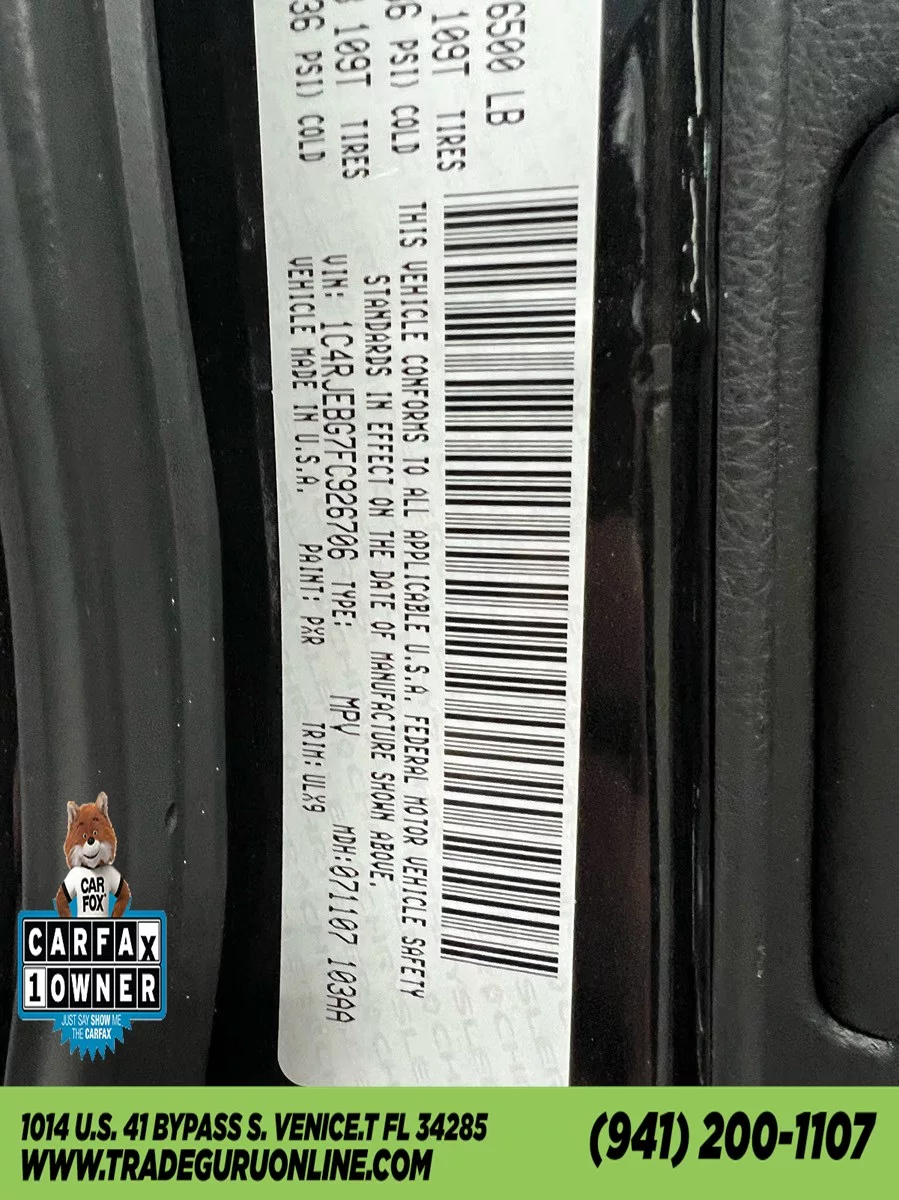 6500 LB
36 PSI) COLD
109T TIRES
36 PSI) COLD
109T TIRES
THIS VEHICLE CONFORMS TO ALL APPLICABLE U.S.A. FEDERAL MOTOR VEHICLE SAFETY
STANDARDS IN EFFECT ON THE DATE OF MANUFACTURE SHOWN ABOVE.
VIN: 1C4RJEBG7FC926706 TYPE: MPV MDH:071107 103AA
VEHICLE MADE IN U.S.A. PAINT: PXR TRIM: ULX9
CAR
FOX
CARFAX
1 OWNER
JUST SAY SHOW ME
THE CARFAX
1014 U.S. 41 BYPASS S. VENICE.T FL 34285
WWW.TRADEGURUONLINE.COM
(941) 200-1107